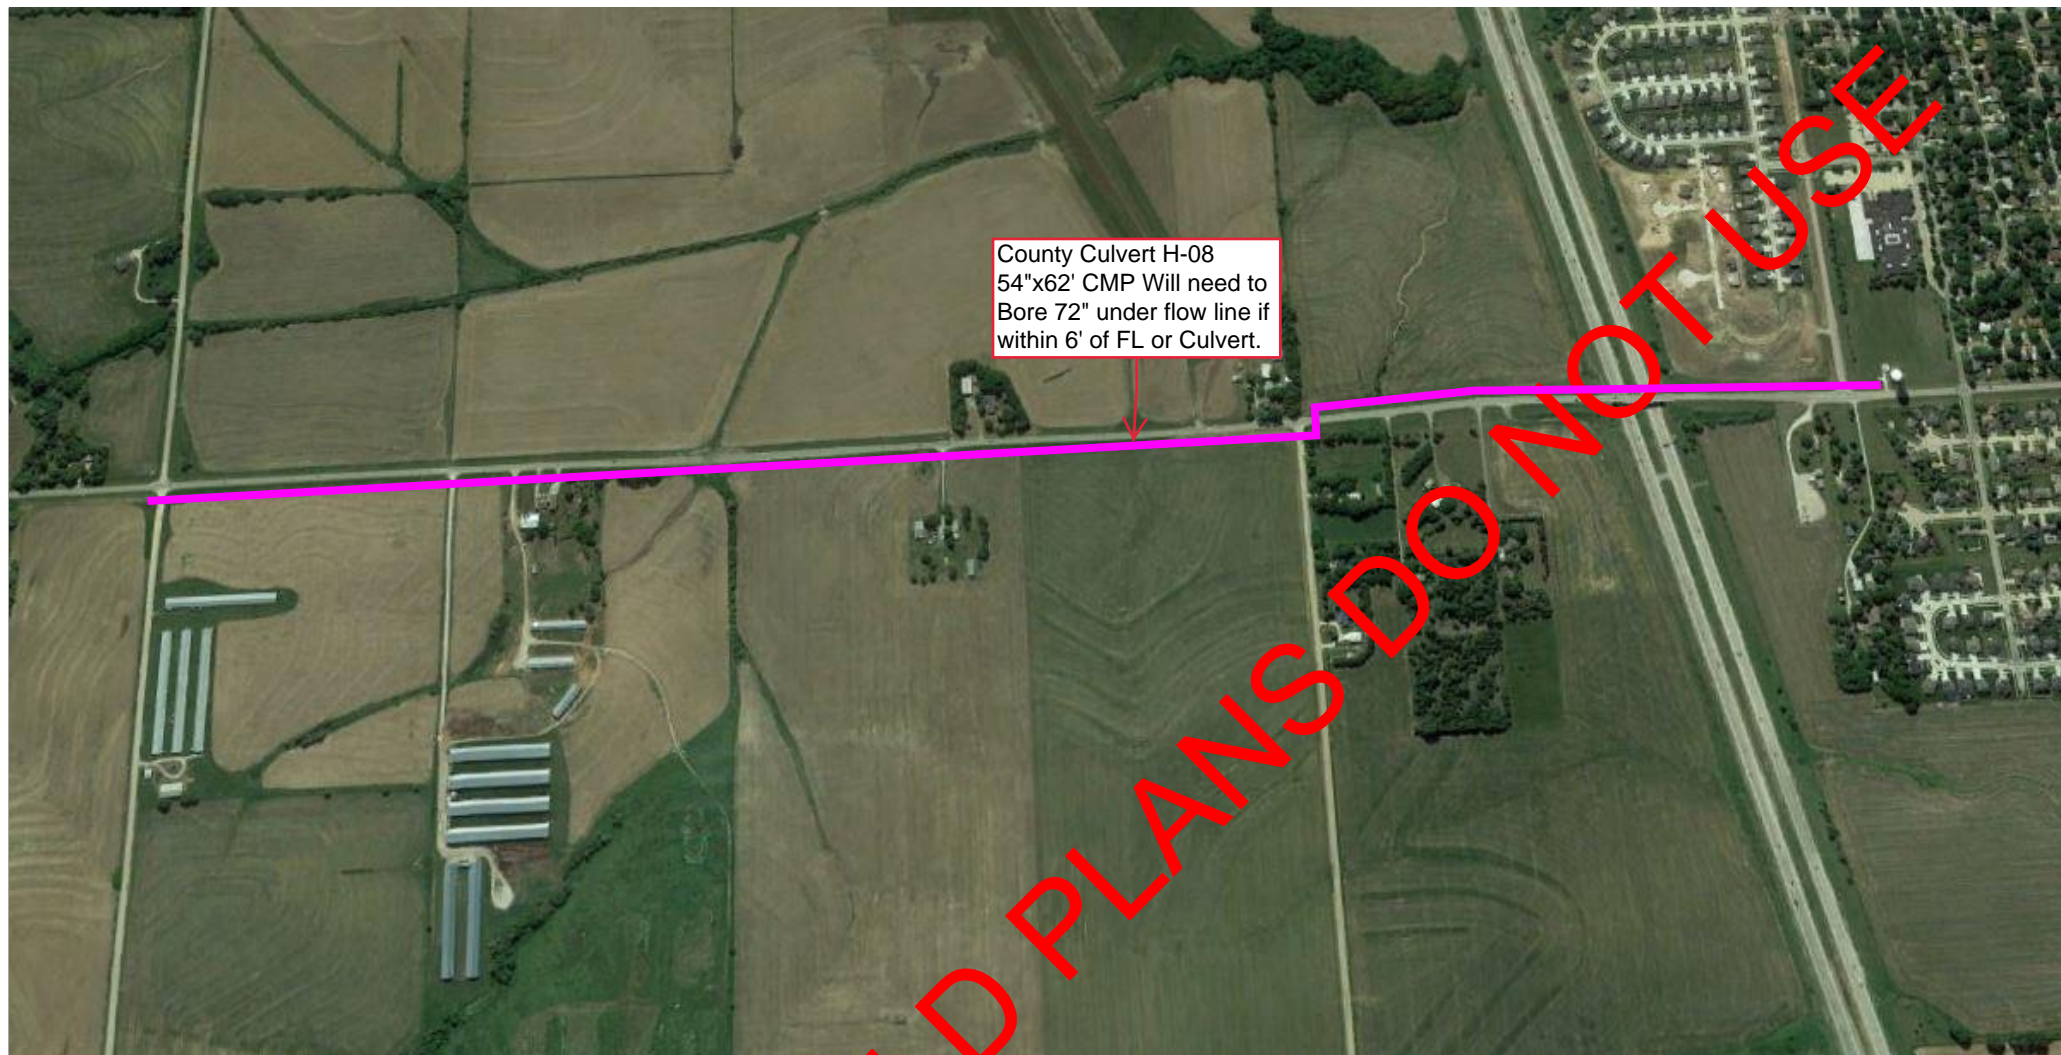 County Culvert H-08
54"x62' CMP Will need to
Bore 72" under flow line if
within 6' of FL or Culvert.
D PLANS DO NOT USE